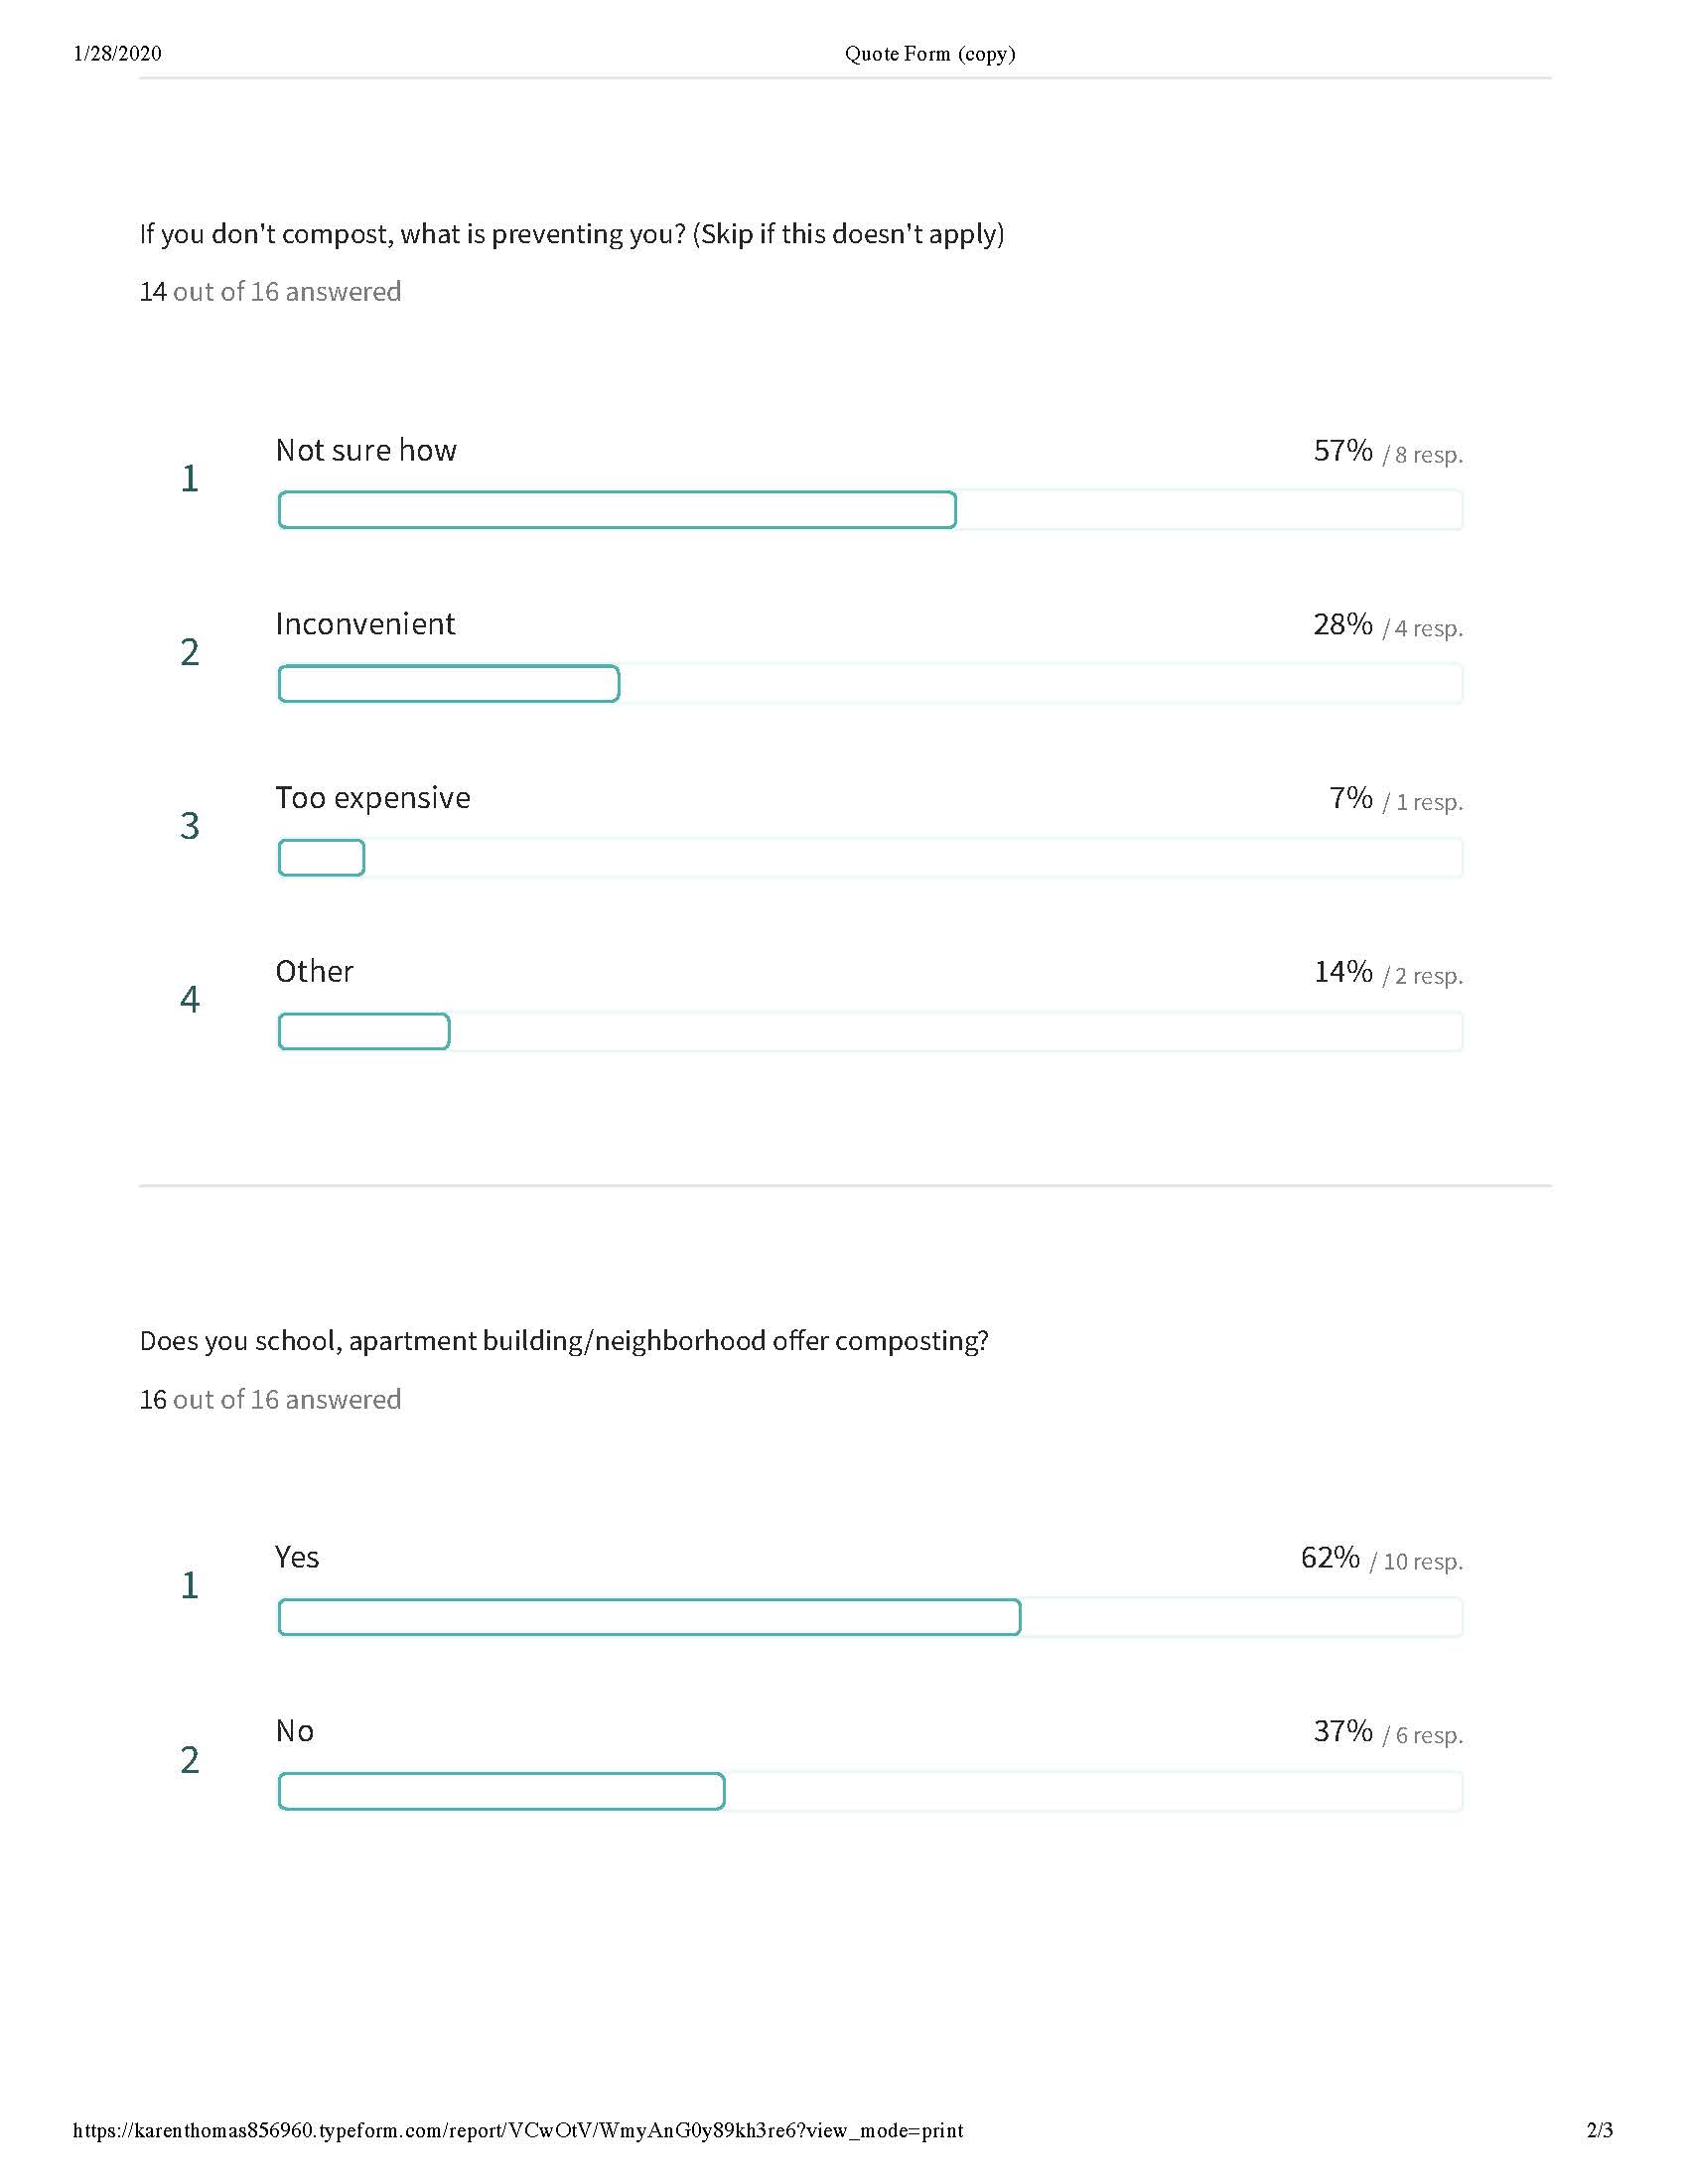 1/28/2020 Quote Form (copy)
If you don't compost, what is preventing you? (Skip if this doesn't apply)
14 out of 16 answered
1 Not sure how 57% / 8 resp.
2 Inconvenient 28% / 4 resp.
3 Too expensive 7% / 1 resp.
4 Other 14% / 2 resp.
Does you school, apartment building/neighborhood offer composting?
16 out of 16 answered
1 Yes 62% / 10 resp.
2 No 37% / 6 resp.
https://karenthomas856960.typeform.com/report/VCwOtV/WmyAnG0y89kh3re6?view_mode=print 2/3